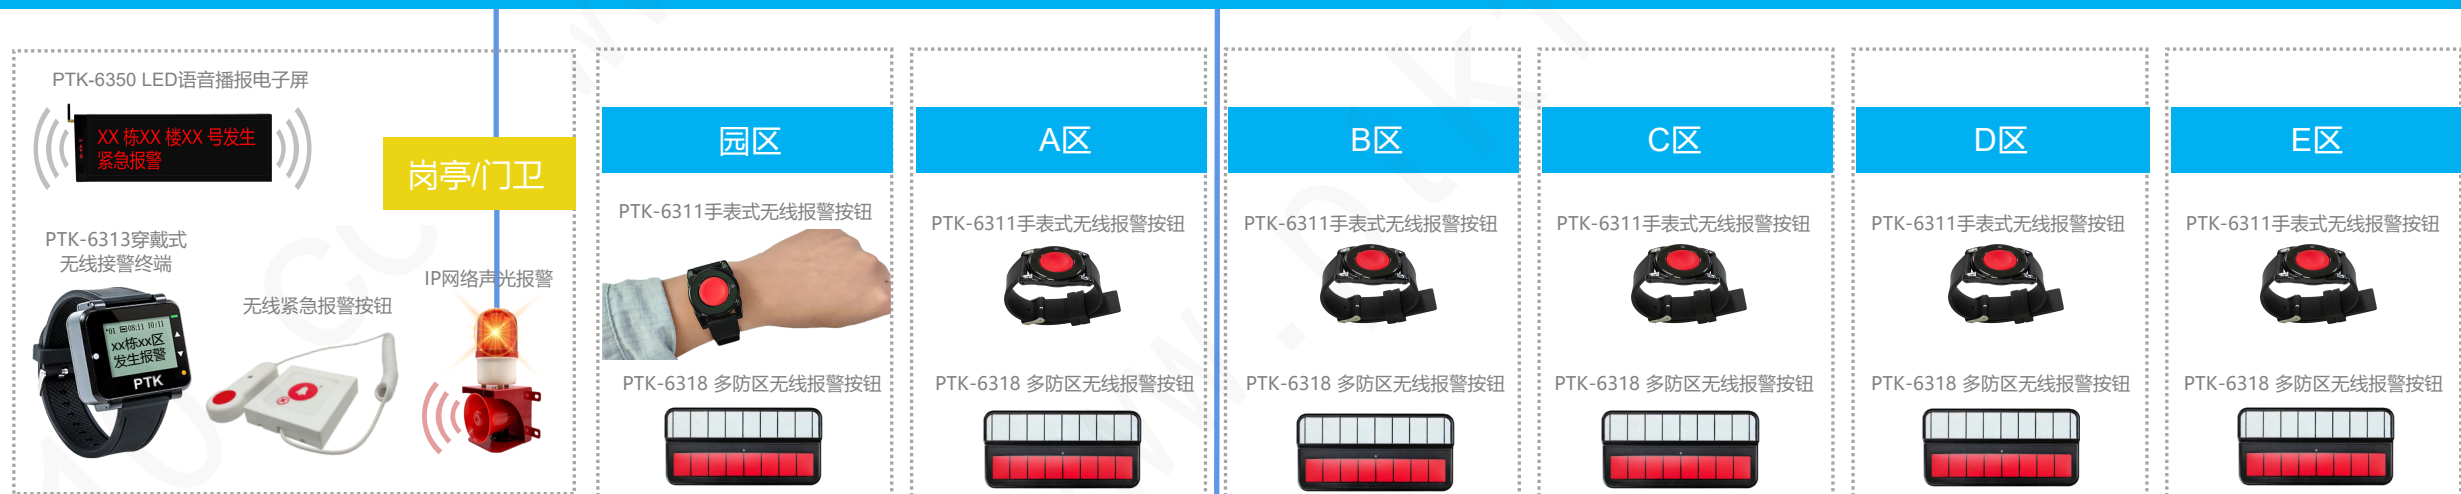 PTK-6350 LED语音播报电子屏
XX 栋XX 楼XX 号发生
紧急报警
岗亭/门卫
PTK-6313穿戴式
无线接警终端
xx栋xx区
发生报警
PTK
无线紧急报警按钮
IP网络声光报警
园区
PTK-6311手表式无线报警按钮
PTK-6318 多防区无线报警按钮
A区
PTK-6311手表式无线报警按钮
PTK-6318 多防区无线报警按钮
B区
PTK-6311手表式无线报警按钮
PTK-6318 多防区无线报警按钮
C区
PTK-6311手表式无线报警按钮
PTK-6318 多防区无线报警按钮
D区
PTK-6311手表式无线报警按钮
PTK-6318 多防区无线报警按钮
E区
PTK-6311手表式无线报警按钮
PTK-6318 多防区无线报警按钮